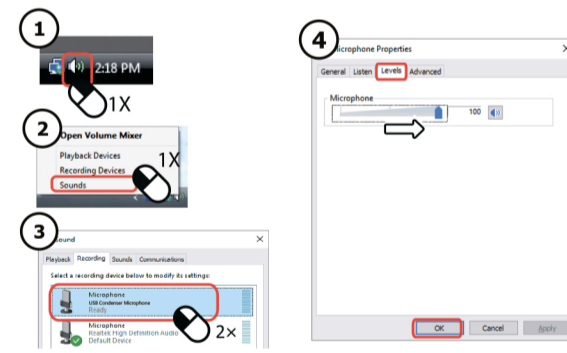 1
2:18 PM
1X
2
Open Volume Mixer
Playback Devices
Recording Devices
Sounds
1X
3
Sound
Playback Recording Sounds Communications
Select a recording device below to modify its settings:
Microphone
USB Condenser Microphone
Ready
Microphone
Realtek High Definition Audio
Default Device
2×
4
Microphone Properties
General Listen Levels Advanced
Microphone
100
OK Cancel Apply